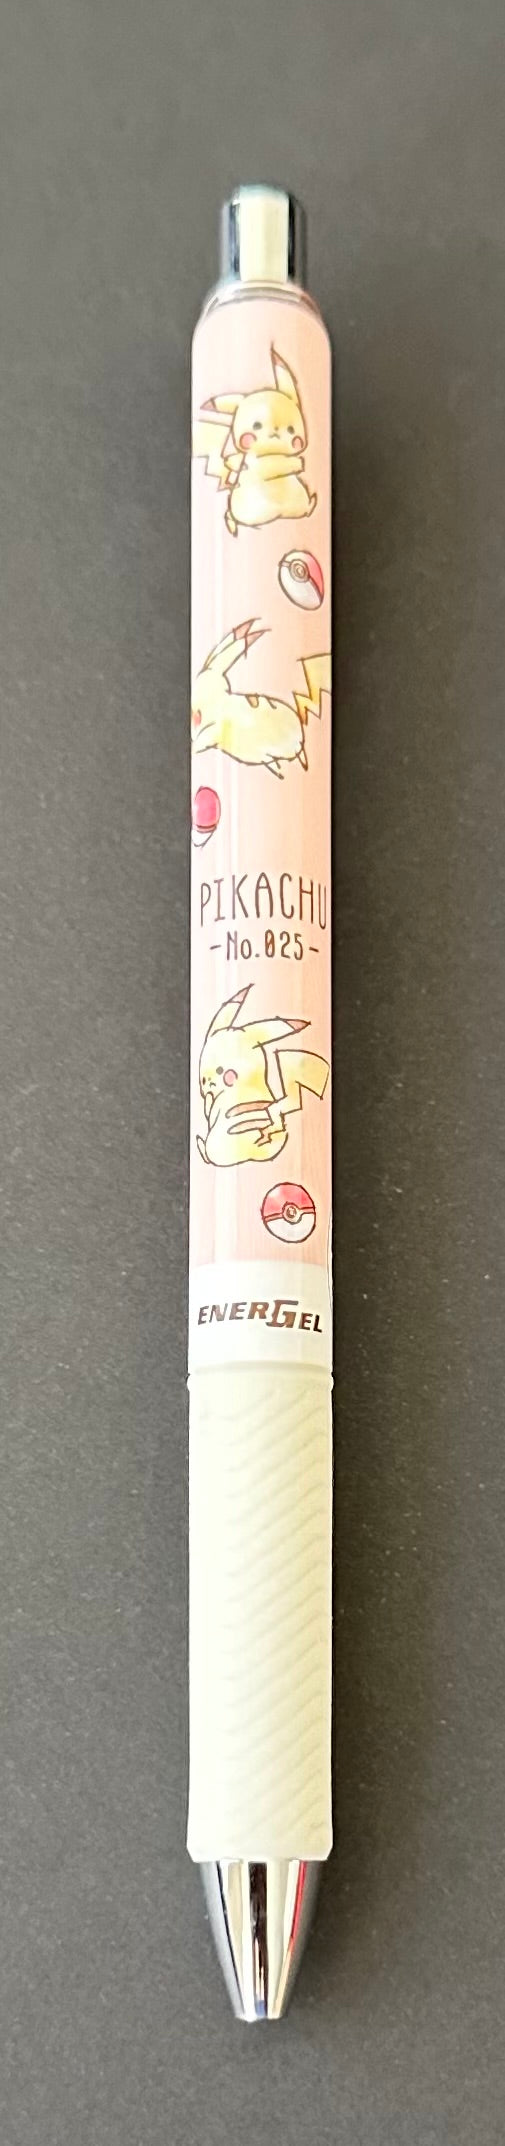 PIKACHU
-No.025-
ENERGEL